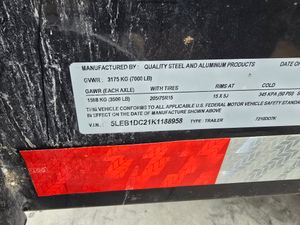 MANUFACTURED BY: QUALITY STEEL AND ALUMINUM PRODUCTS
GVWR: 3175 KG (7000 LB)
GAWR (EACH AXLE) WITH TIRES RIMS AT COLD
1588 KG (3500 LB) 205/75R15 15 X 5J 345 KPA (50 PSI)
THIS VEHICLE CONFORMS TO ALL APPLICABLE U.S. FEDERAL MOTOR VEHICLE SAFETY
IN EFFECT ON THE DATE OF MANUFACTURE SHOWN ABOVE.
V.I.N.: 5LEB1DC21K1188958 TYPE: TRAILER